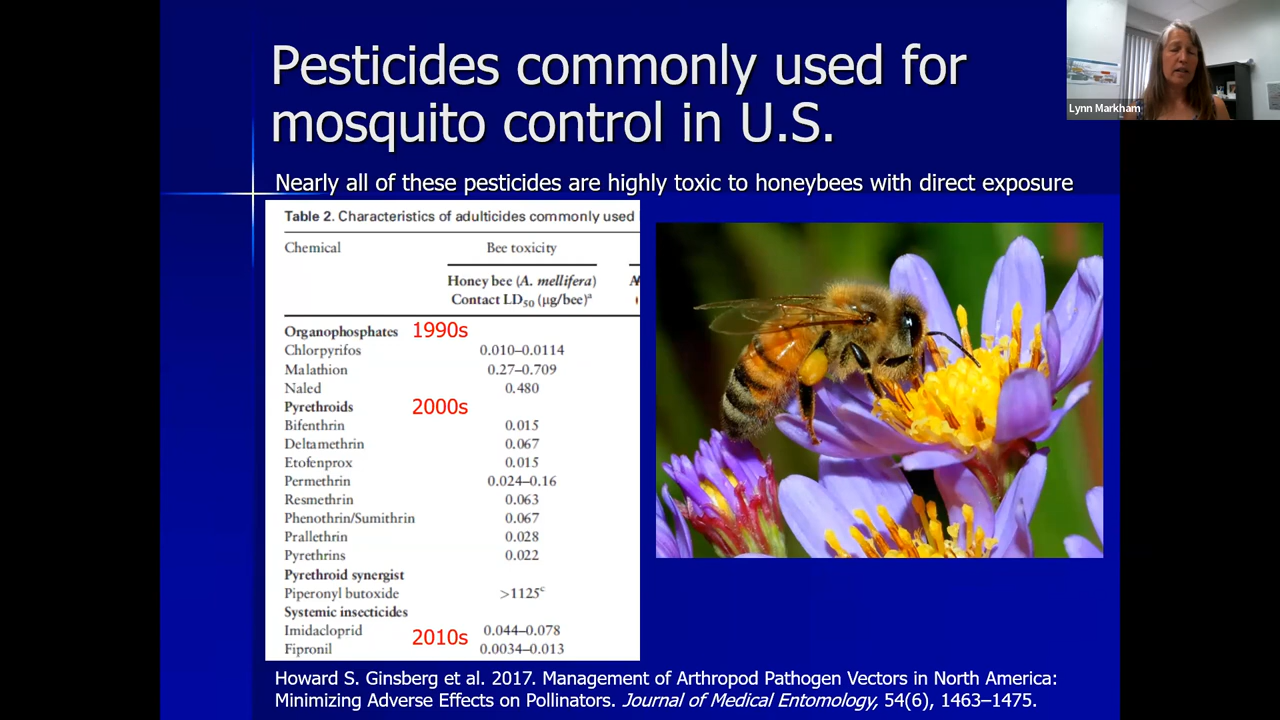 Pesticides commonly used for
mosquito control in U.S.
Lynn Markham
Nearly all of these pesticides are highly toxic to honeybees with direct exposure
Table 2. Characteristics of adulticides commonly used
Chemical Bee toxicity
Honey bee (A. mellifera) A
Contact LD50 (µg/bee)a (
Organophosphates 1990s
Chlorpyrifos 0.010–0.0114
Malathion 0.27–0.709
Naled 0.480
Pyrethroids 2000s
Bifenthrin 0.015
Deltamethrin 0.067
Etofenprox 0.015
Permethrin 0.024–0.16
Resmethrin 0.063
Phenothrin/Sumithrin 0.067
Prallethrin 0.028
Pyrethrins 0.022
Pyrethroid synergist
Piperonyl butoxide >1125c
Systemic insecticides
Imidacloprid 2010s 0.044–0.078
Fipronil 0.0034–0.013
Howard S. Ginsberg et al. 2017. Management of Arthropod Pathogen Vectors in North America:
Minimizing Adverse Effects on Pollinators. Journal of Medical Entomology, 54(6), 1463–1475.